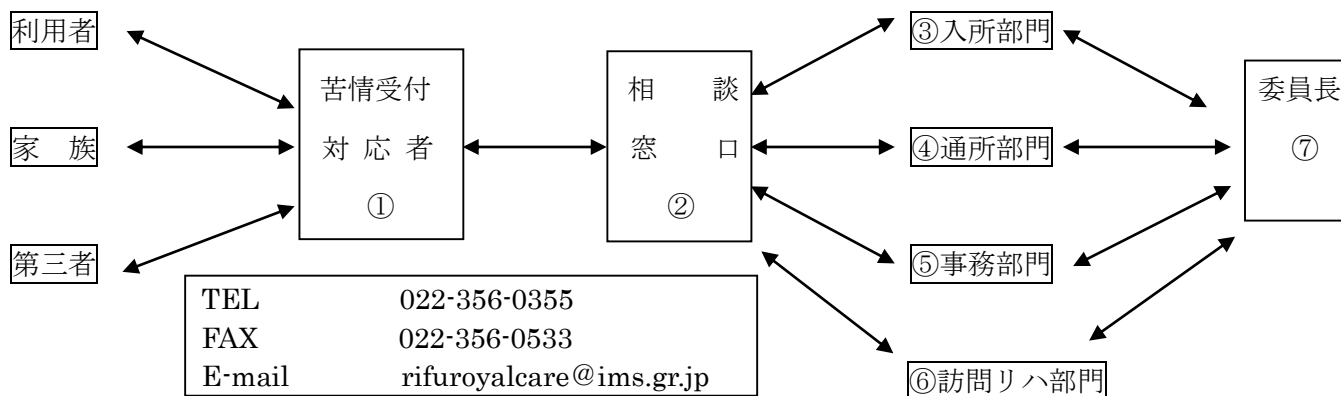 利用者
家　族
第三者
苦情受付
対 応 者
①
相　　談
窓　　口
②
③入所部門
④通所部門
⑤事務部門
⑥訪問リハ部門
委員長
⑦
TEL 022-356-0355
FAX 022-356-0533
E-mail rifuroyalcare@ims.gr.jp